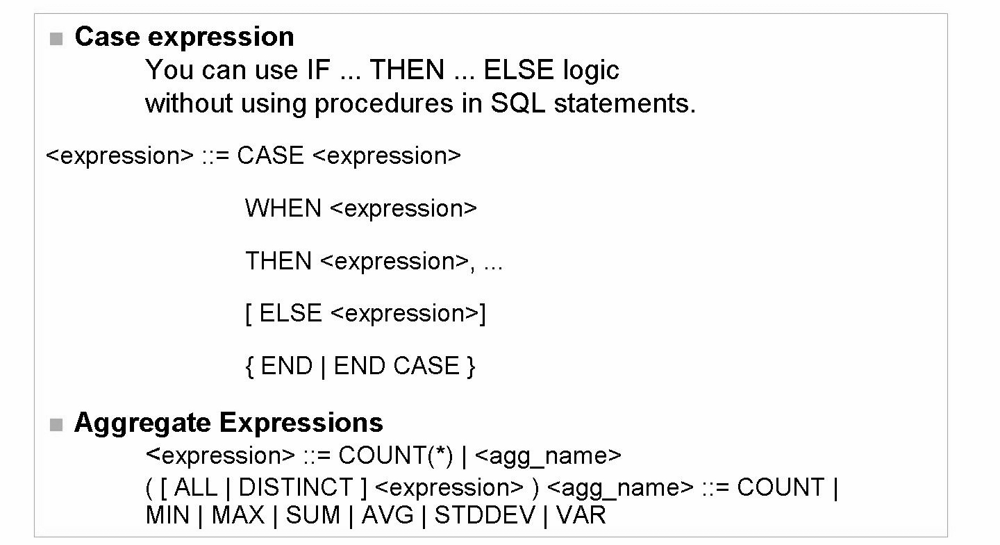 Case expression
You can use IF ... THEN ... ELSE logic
without using procedures in SQL statements.
<expression> ::= CASE <expression>
WHEN <expression>
THEN <expression>, ...
[ ELSE <expression>]
{ END | END CASE }
Aggregate Expressions
<expression> ::= COUNT(*) | <agg_name>
( [ ALL | DISTINCT ] <expression> ) <agg_name> ::= COUNT |
MIN | MAX | SUM | AVG | STDDEV | VAR